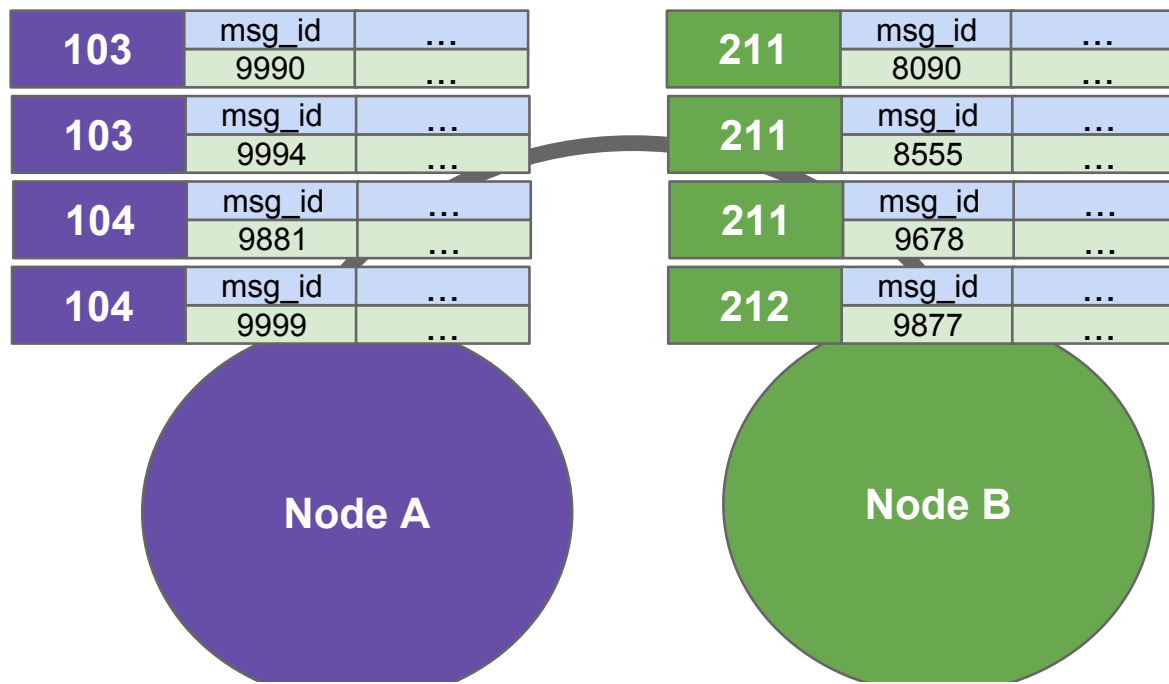 103 msg_id ...
9990 ...
103 msg_id ...
9994 ...
104 msg_id ...
9881 ...
104 msg_id ...
9999 ...
Node A
211 msg_id ...
8090 ...
211 msg_id ...
8555 ...
211 msg_id ...
9678 ...
212 msg_id ...
9877 ...
Node B